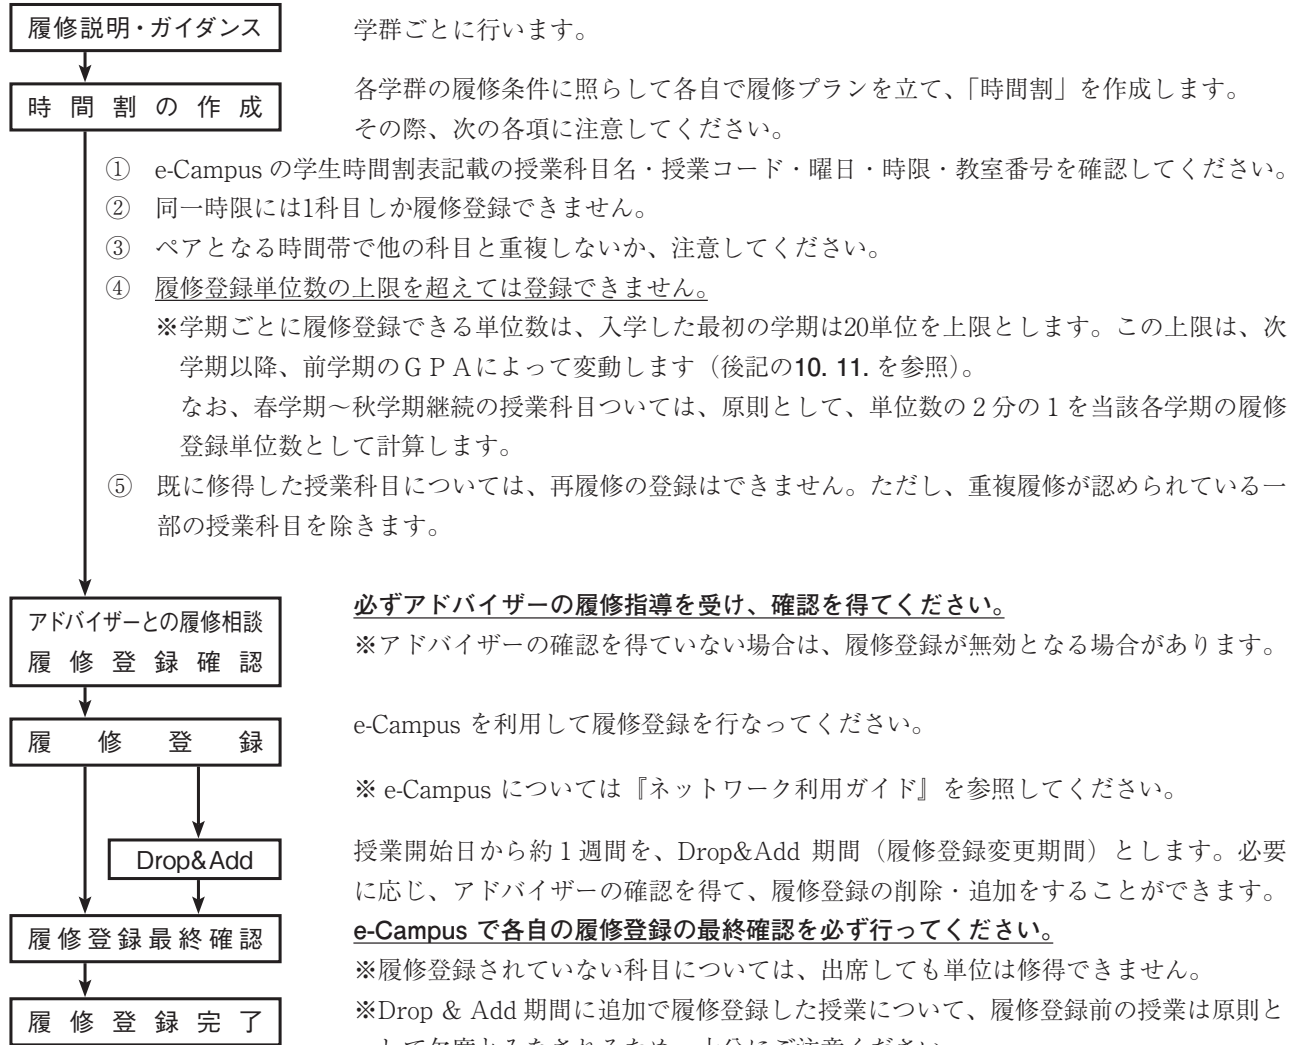 履修説明・ガイダンス
学群ごとに行います。
時間割の作成
各学群の履修条件に照らして各自で履修プランを立て、「時間割」を作成します。
その際、次の各項に注意してください。
① e-Campus の学生時間割表記載の授業科目名・授業コード・曜日・時限・教室番号を確認してください。
② 同一時限には1科目しか履修登録できません。
③ ペアとなる時間帯で他の科目と重複しないか、注意してください。
④ 履修登録単位数の上限を超えては登録できません。
※学期ごとに履修登録できる単位数は、入学した最初の学期は20単位を上限とします。この上限は、次
学期以降、前学期のＧＰＡによって変動します（後記の10. 11. を参照）。
なお、春学期～秋学期継続の授業科目ついては、原則として、単位数の２分の１を当該各学期の履修
登録単位数として計算します。
⑤ 既に修得した授業科目については、再履修の登録はできません。ただし、重複履修が認められている一
部の授業科目を除きます。
アドバイザーとの履修相談
履修登録確認
必ずアドバイザーの履修指導を受け、確認を得てください。
※アドバイザーの確認を得ていない場合は、履修登録が無効となる場合があります。
履修登録
e-Campus を利用して履修登録を行なってください。
※ e-Campus については『ネットワーク利用ガイド』を参照してください。
Drop&Add
授業開始日から約１週間を、Drop&Add 期間（履修登録変更期間）とします。必要
に応じ、アドバイザーの確認を得て、履修登録の削除・追加をすることができます。
履修登録最終確認
e-Campus で各自の履修登録の最終確認を必ず行ってください。
※履修登録されていない科目については、出席しても単位は修得できません。
履修登録完了
※Drop & Add 期間に追加で履修登録した授業について、履修登録前の授業は原則と